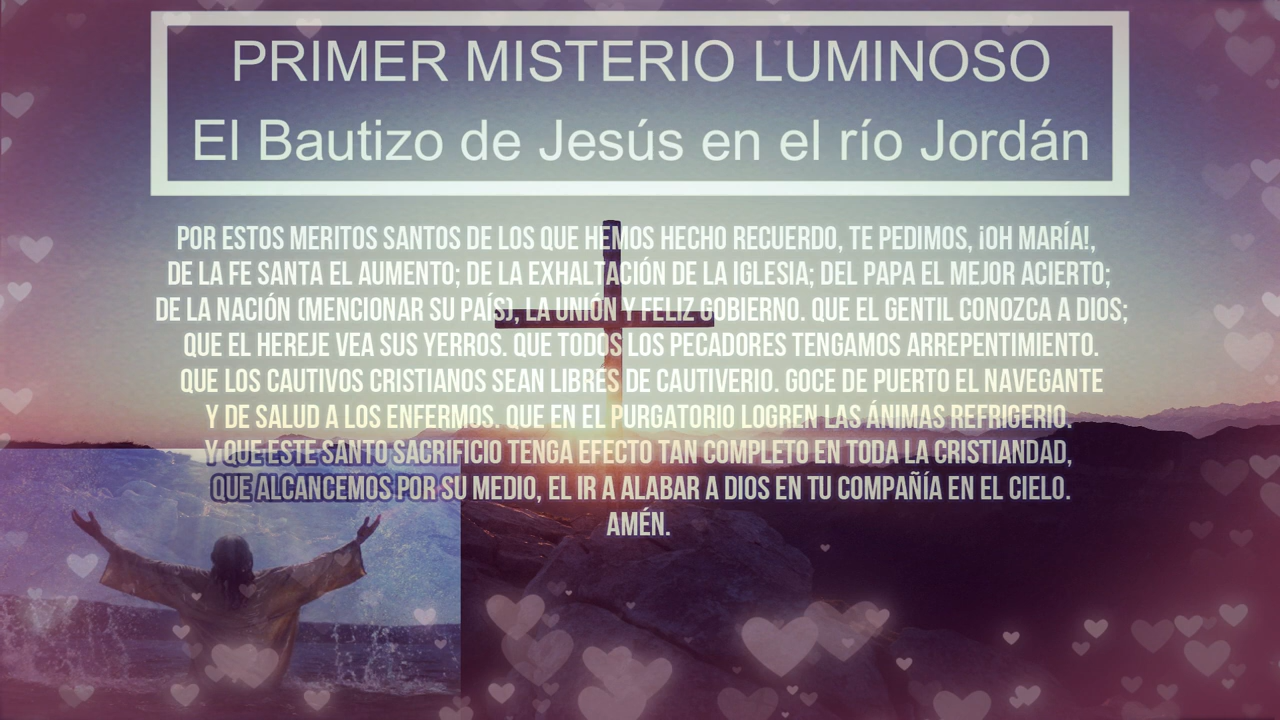 PRIMER MISTERIO LUMINOSO
El Bautizo de Jesús en el río Jordán
POR ESTOS MERITOS SANTOS DE LOS QUE HEMOS HECHO RECUERDO, TE PEDIMOS, ¡OH MARÍA!,
DE LA FE SANTA EL AUMENTO; DE LA EXHALTACIÓN DE LA IGLESIA; DEL PAPA EL MEJOR ACIERTO;
DE LA NACIÓN (MENCIONAR SU PAÍS), LA UNIÓN Y FELIZ GOBIERNO. QUE EL GENTIL CONOZCA A DIOS;
QUE EL HEREJE VEA SUS YERROS. QUE TODOS LOS PECADORES TENGAMOS ARREPENTIMIENTO.
QUE LOS CAUTIVOS CRISTIANOS SEAN LIBRES DE CAUTIVERIO. GOCE DE PUERTO EL NAVEGANTE
Y DE SALUD A LOS ENFERMOS. QUE EN EL PURGATORIO LOGREN LAS ÁNIMAS REFRIGERIO.
Y QUE ESTE SANTO SACRIFICIO TENGA EFECTO TAN COMPLETO EN TODA LA CRISTIANDAD,
QUE ALCANCEMOS POR SU MEDIO, EL IR A ALABAR A DIOS EN TU COMPAÑÍA EN EL CIELO.
AMÉN.